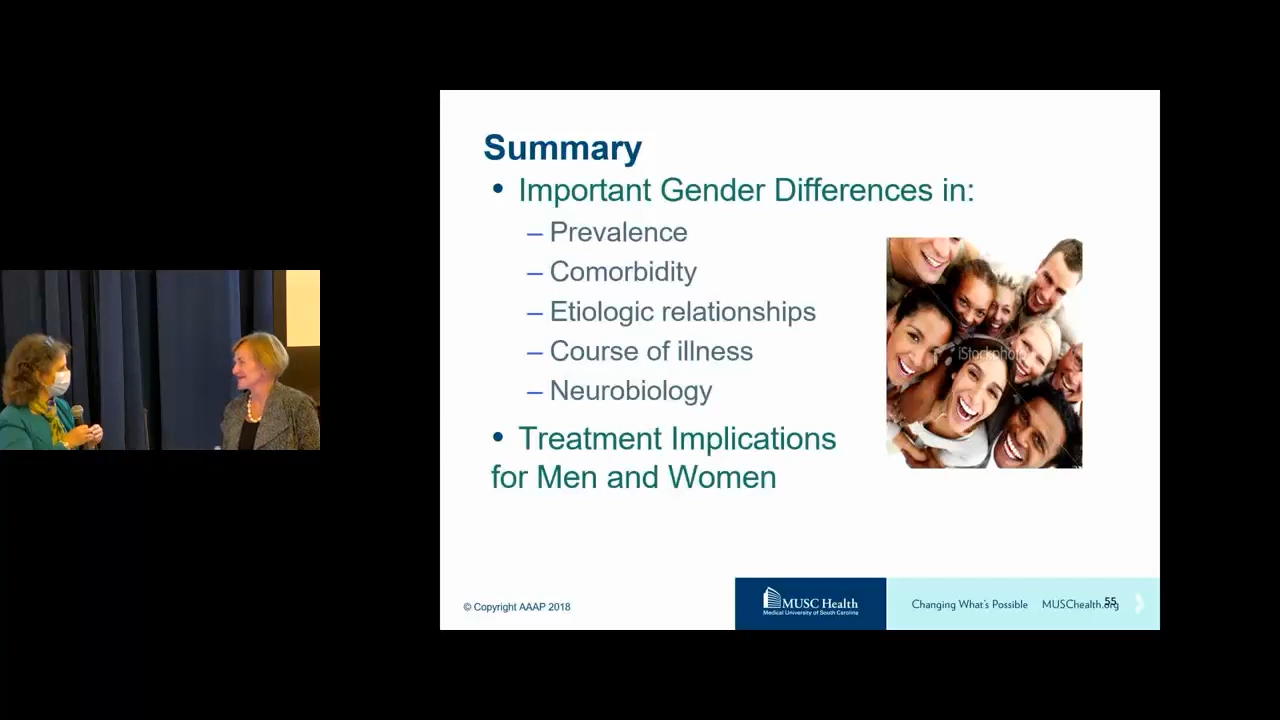 Summary
• Important Gender Differences in:
– Prevalence
– Comorbidity
– Etiologic relationships
– Course of illness
– Neurobiology
• Treatment Implications
for Men and Women
iStockphoto
© Copyright AAAP 2018
MUSC Health
Medical University of South Carolina
Changing What's Possible MUSChealth.org
55